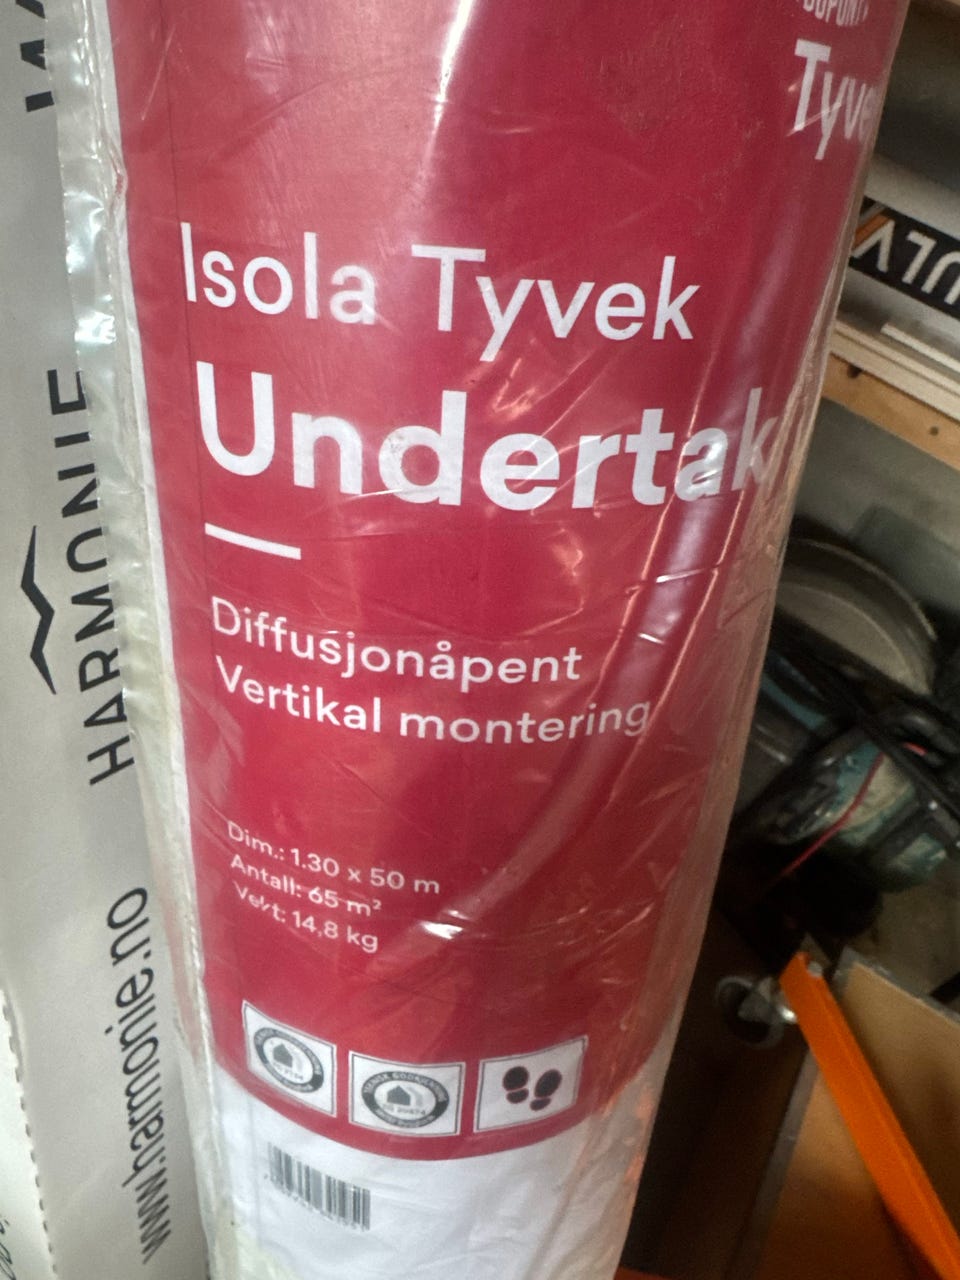 Tyve
Isola Tyvek
Undertak
Diffusjonåpent
Vertikal montering
Dim.: 1.30 x 50 m
Antall: 65 m²
Vekt: 14,8 kg
HARMONIE
www.harmonie.no